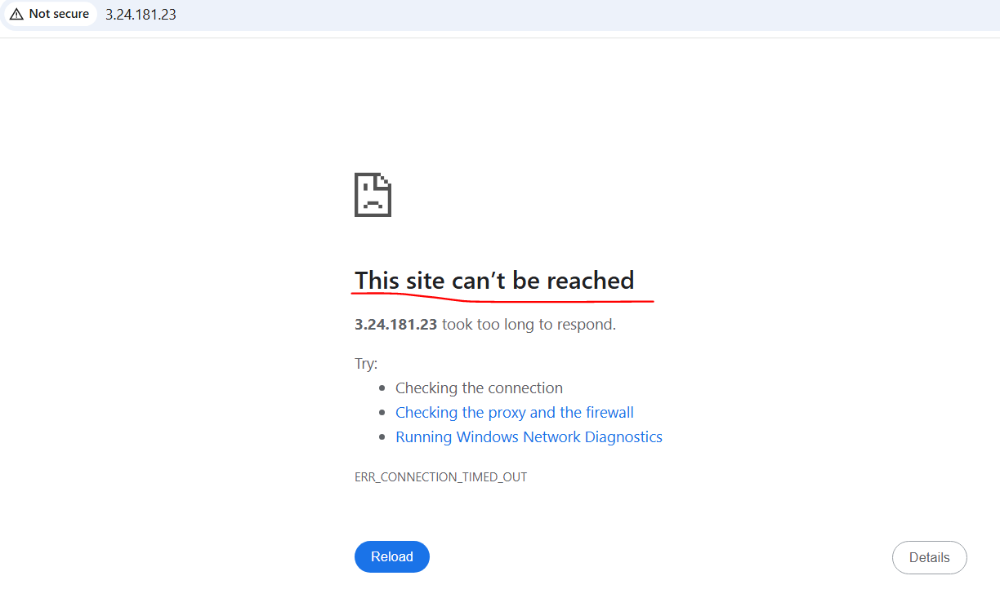 Not secure 3.24.181.23
This site can’t be reached
3.24.181.23 took too long to respond.
Try:
Checking the connection
Checking the proxy and the firewall
Running Windows Network Diagnostics
ERR_CONNECTION_TIMED_OUT
Reload Details